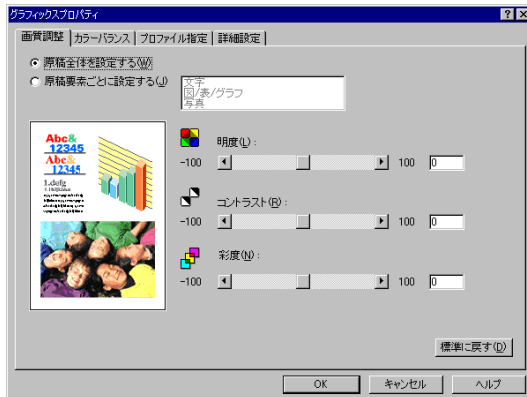 グラフィックスプロパティ
画質調整 カラーバランス プロファイル指定 詳細設定
原稿全体を設定する(W)
原稿要素ごとに設定する(J)
文字
図/表/グラフ
写真
Abc&
12345
Abc&
12345
1.defg
明度(L):
-100 100 0
コントラスト(R):
-100 100 0
彩度(N):
-100 100 0
標準に戻す(D)
OK キャンセル ヘルプ